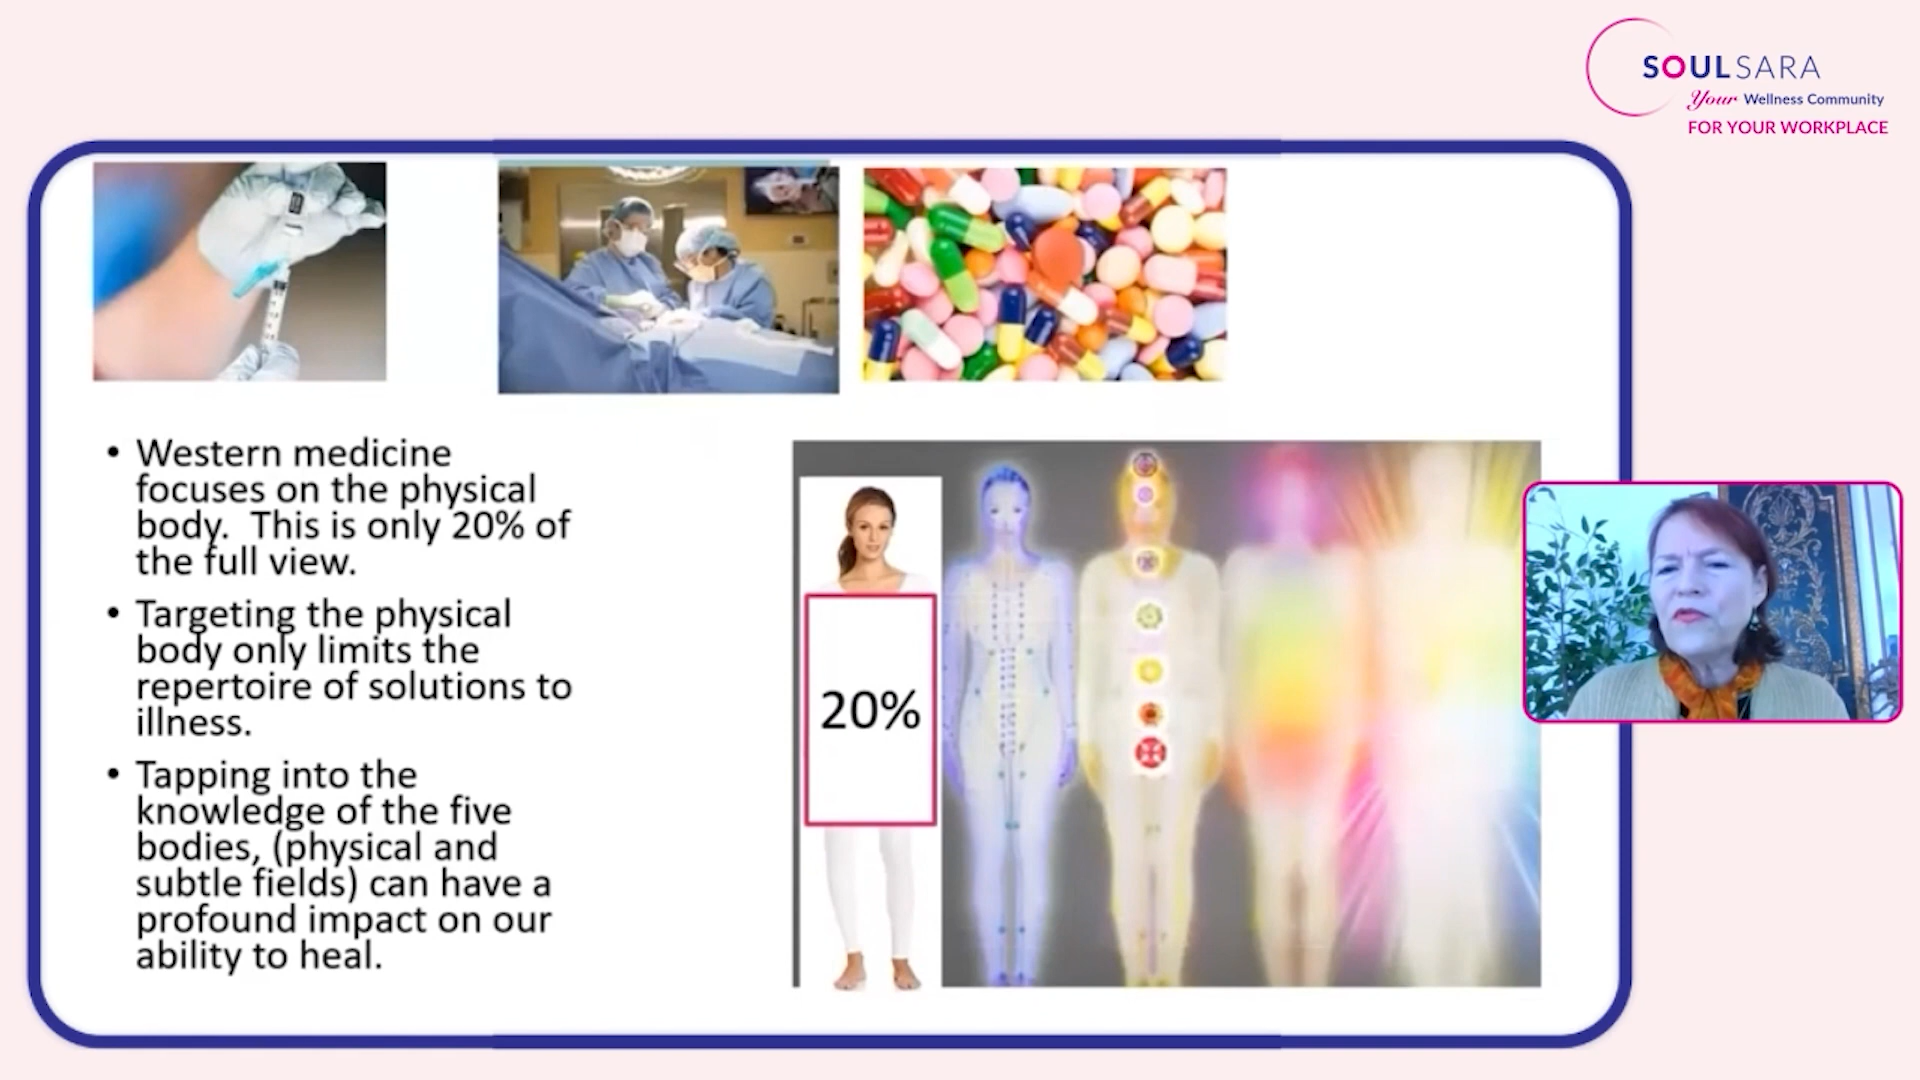 SOULSARA
Your Wellness Community
FOR YOUR WORKPLACE
• Western medicine
focuses on the physical
body.  This is only 20% of
the full view.
• Targeting the physical
body only limits the
repertoire of solutions to
illness.
• Tapping into the
knowledge of the five
bodies, (physical and
subtle fields) can have a
profound impact on our
ability to heal.
20%